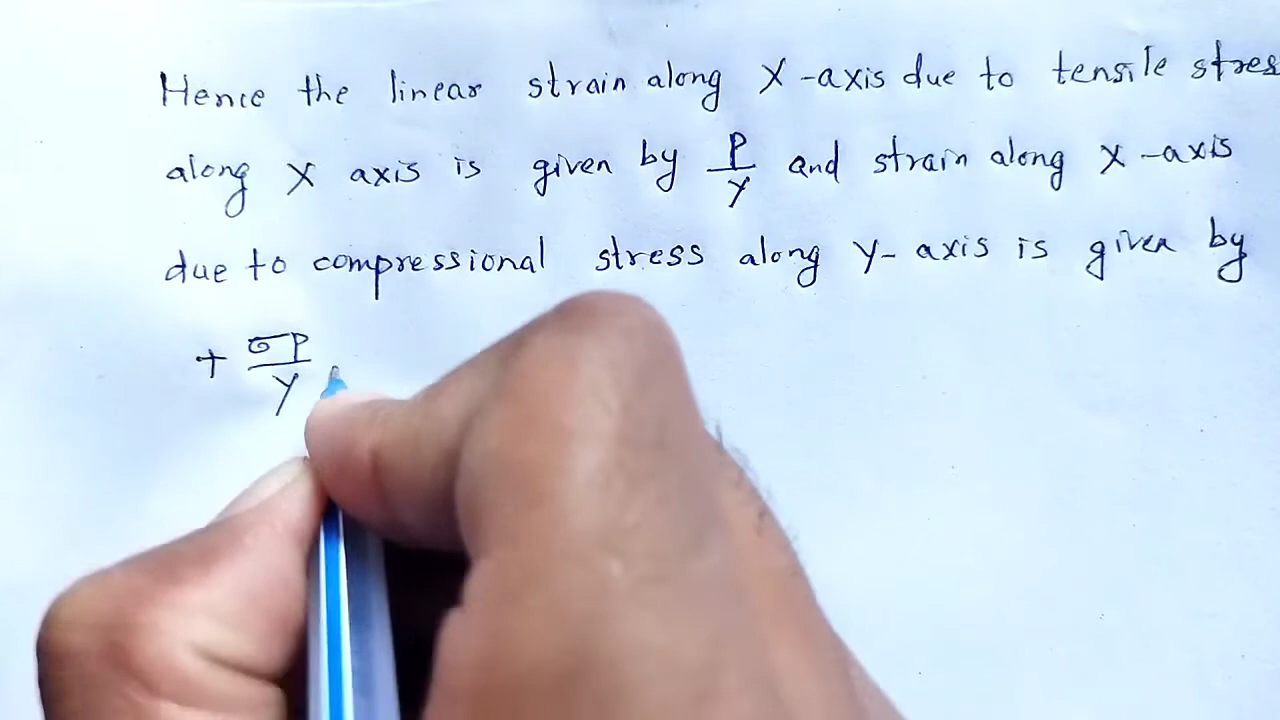 Hence the linear strain along X-axis due to tensile stres
along X axis is given by P/Y and strain along X-axis
due to compressional stress along Y-axis is given by
+ σP/Y